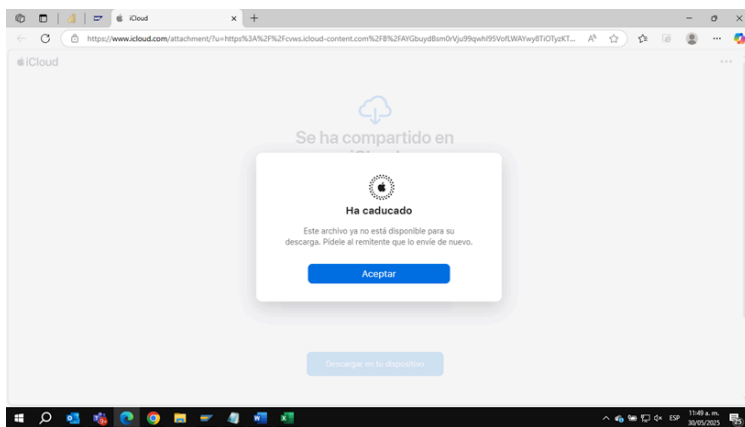 iCloud
https://www.icloud.com/attachment/?u=https%3A%2F%2Fcvws.icloud-content.com%2FB%2FAYGbuydBsm0rVju99qwhI95VofLWAYwy8TiOTyzKT...
iCloud
Se ha compartido en
Ha caducado
Este archivo ya no está disponible para su
descarga. Pídele al remitente que lo envíe de nuevo.
Aceptar
Descargar en tu dispositivo
ESP
11:49 a. m.
30/05/2025